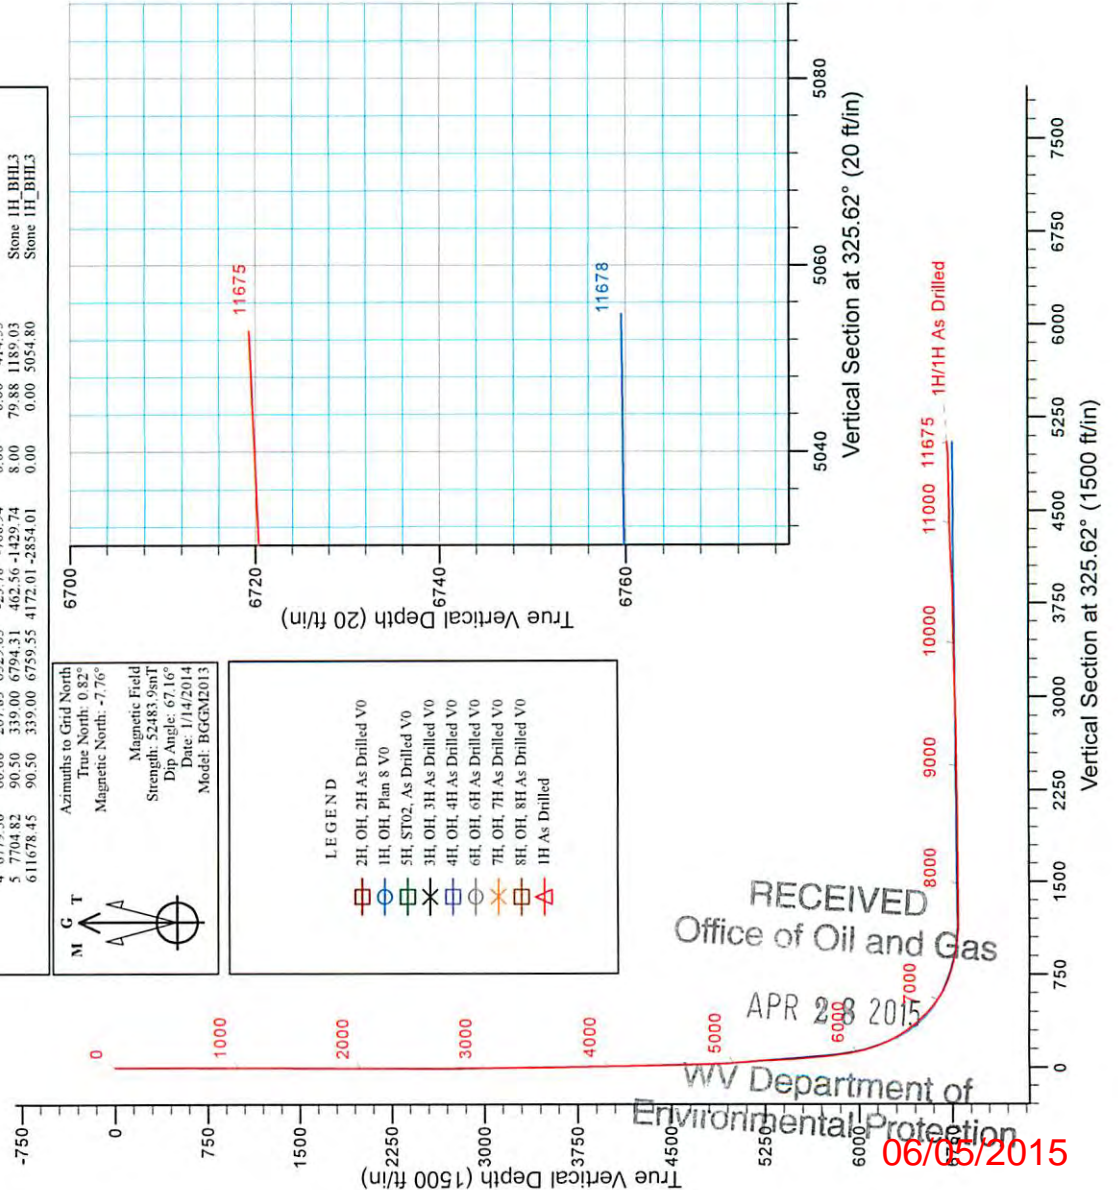 Stone 1H_BHL3
5 7704.82 90.50 339.00 6794.31 462.56 -1429.74 8.00 79.88 1189.03 Stone 1H_BHL3
6 11678.45 90.50 339.00 6759.55 4172.01 -2854.01 0.00 0.00 5054.80
M G T
Azimuths to Grid North
True North: 0.82°
Magnetic North: -7.76°
Magnetic Field
Strength: 52483.9snT
Dip Angle: 67.16°
Date: 1/14/2014
Model: BGGM2013
LEGEND
2H, OH, 2H As Drilled V0
1H, OH, Plan 8 V0
5H, ST02, As Drilled V0
3H, OH, 3H As Drilled V0
4H, OH, 4H As Drilled V0
6H, OH, 6H As Drilled V0
7H, OH, 7H As Drilled V0
8H, OH, 8H As Drilled V0
1H As Drilled
6700
6720
6740
6760
True Vertical Depth (20 ft/in)
11675
11678
5040
5060
5080
Vertical Section at 325.62° (20 ft/in)
-750
0
750
1500
2250
3000
3750
4500
5250
6000
True Vertical Depth (1500 ft/in)
0
1000
2000
3000
4000
5000
6000
7000
8000
9000
10000
11000
11675
1H/1H As Drilled
0
750
1500
2250
3000
3750
4500
5250
6000
6750
7500
Vertical Section at 325.62° (1500 ft/in)
RECEIVED
Office of Oil and Gas
APR 28 2015
WV Department of
Environmental Protection
06/05/2015